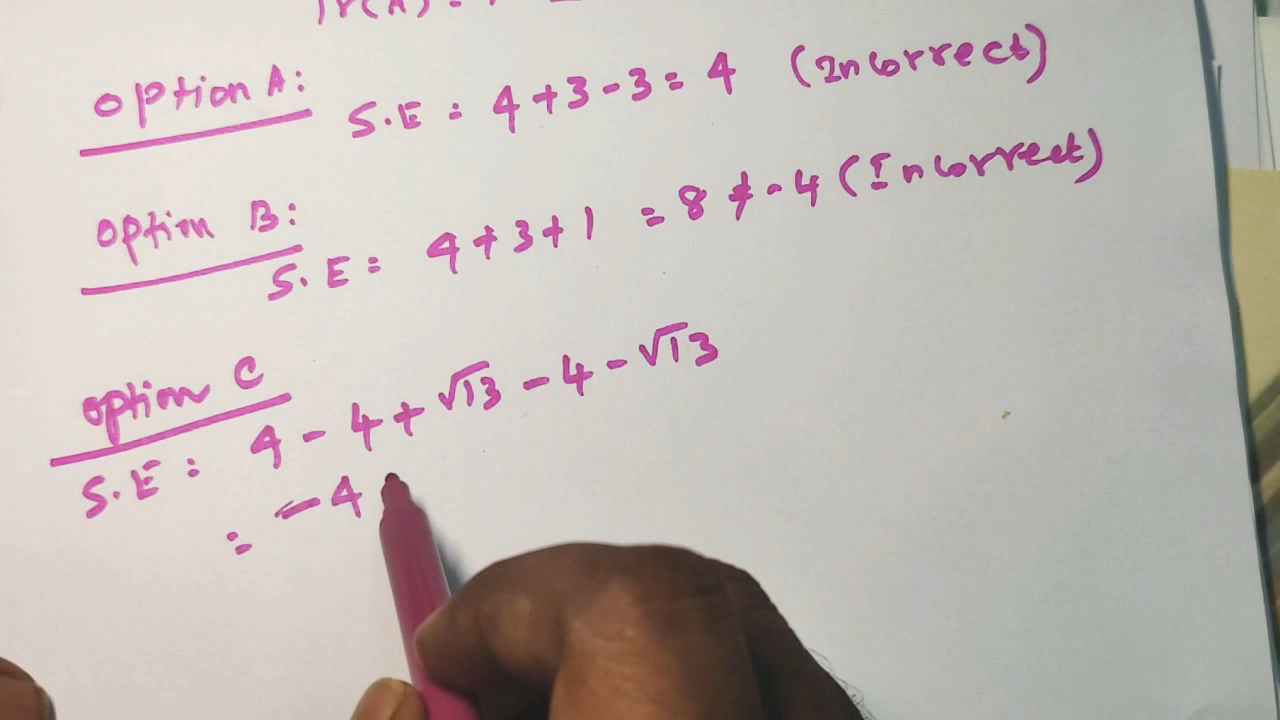 Option A:
S.E = 4+3-3 = 4 (Incorrect)
Option B:
S.E = 4+3+1 = 8 ≠ -4 (Incorrect)
Option C
S.E = 4 - 4 + √13 - 4 - √13
= -4